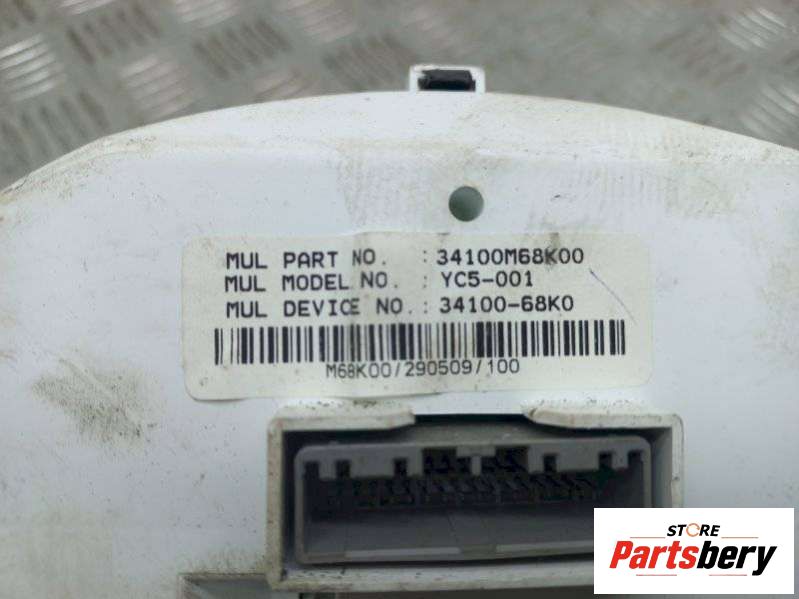 MUL PART NO. : 34100M68K00
MUL MODEL NO. : YC5-001
MUL DEVICE NO. : 34100-68K0
M68K00/290509/100
STORE
Partsbery